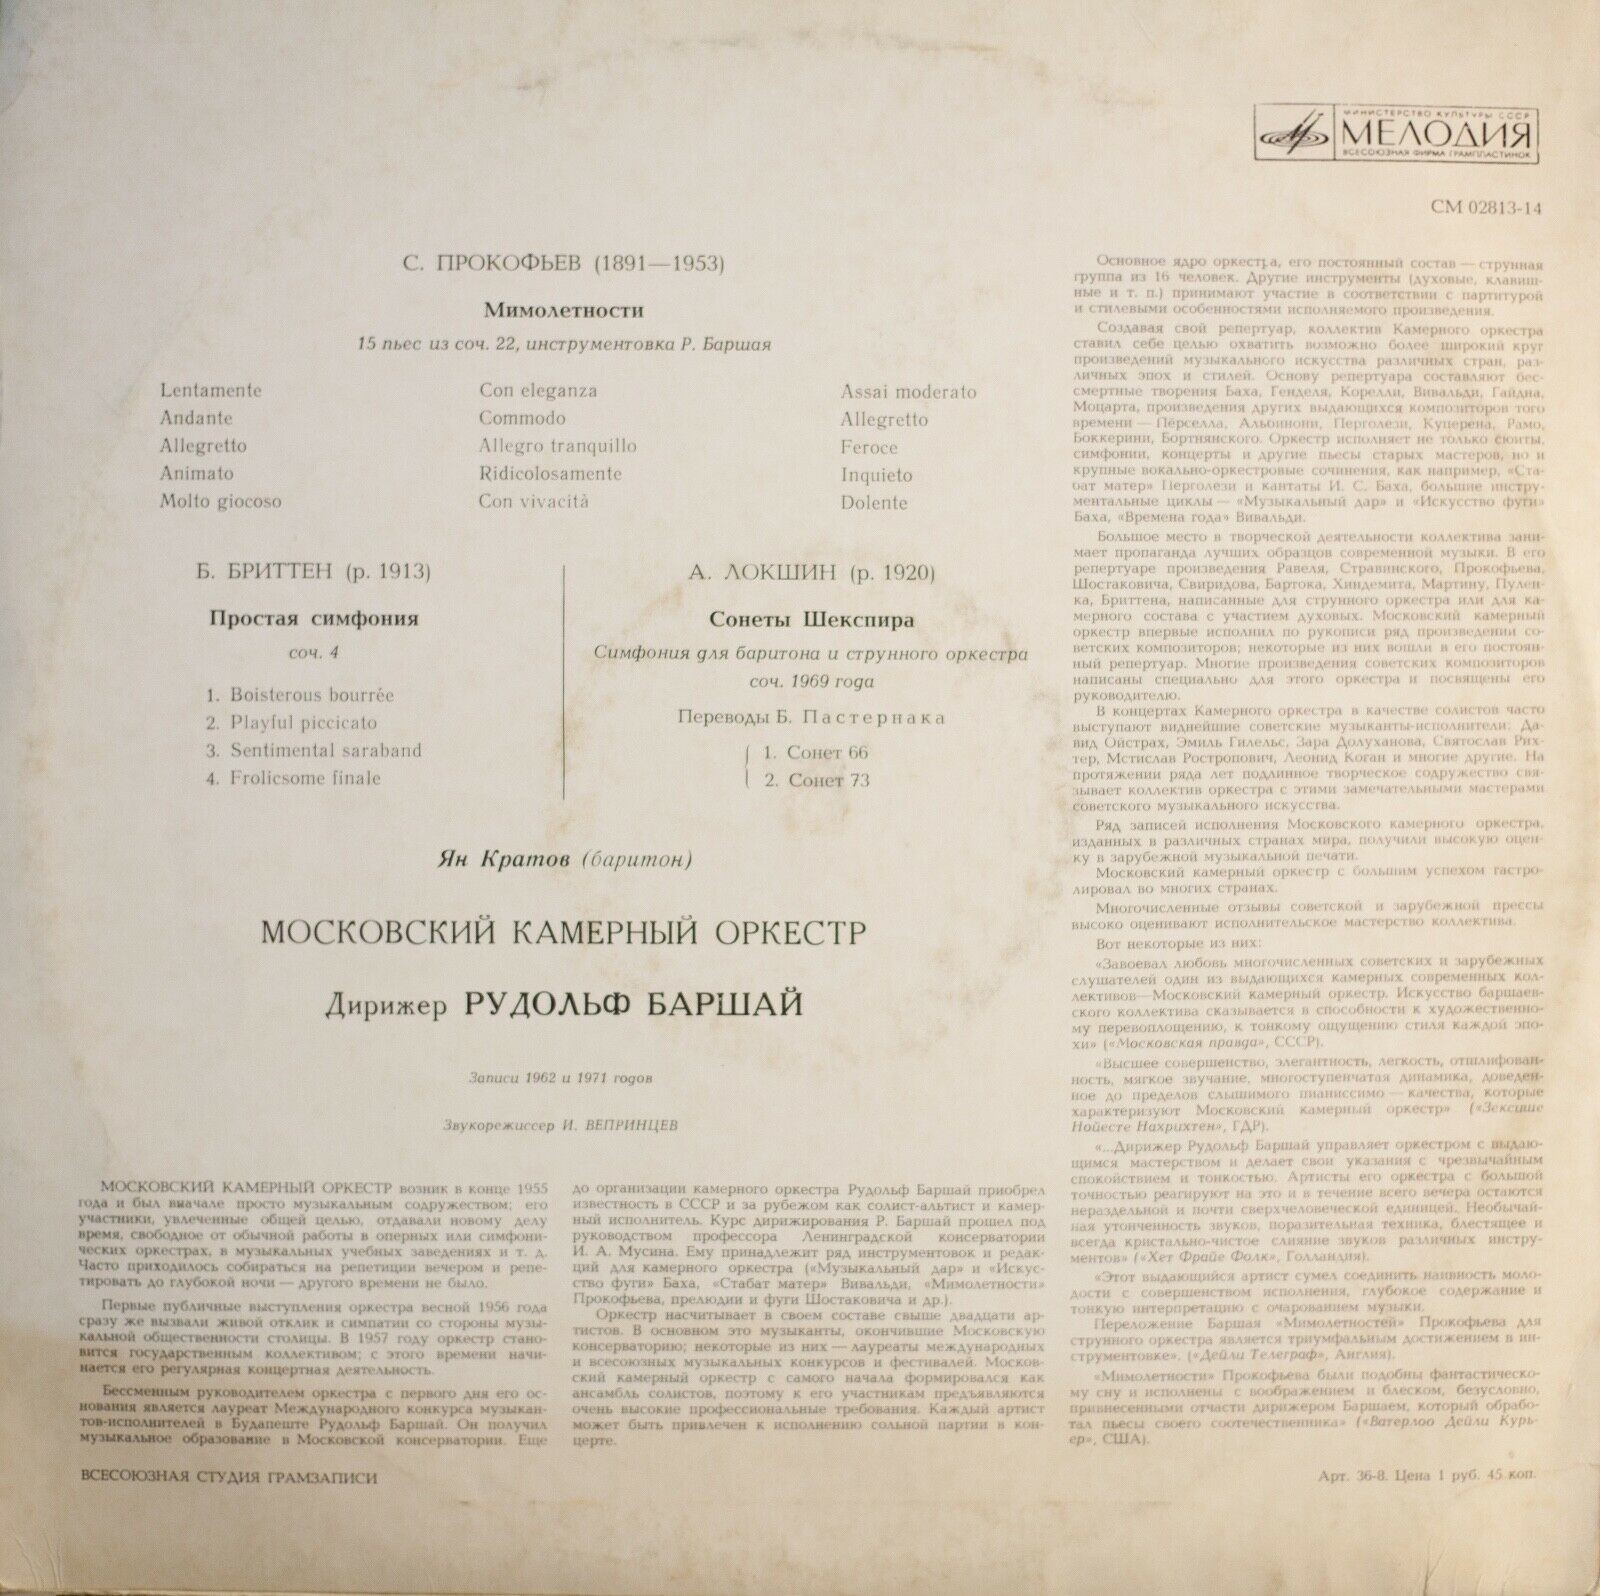 МИНИСТЕРСТВО КУЛЬТУРЫ СССР
МЕЛОДИЯ
ВСЕСОЮЗНАЯ ФИРМА ГРАМПЛАСТИНОК
СМ 02813-14
С. ПРОКОФЬЕВ (1891—1953)
Мимолетности
15 пьес из соч. 22, инструментовка Р. Баршая
Lentamente
Andante
Allegretto
Animato
Molto giocoso
Con eleganza
Commodo
Allegro tranquillo
Ridicolosamente
Con vivacità
Assai moderato
Allegretto
Feroce
Inquieto
Dolente
Б. БРИТТЕН (р. 1913)
Простая симфония
соч. 4
1. Boisterous bourrée
2. Playful piccicato
3. Sentimental saraband
4. Frolicsome finale
А. ЛОКШИН (р. 1920)
Сонеты Шекспира
Симфония для баритона и струнного оркестра
соч. 1969 года
Переводы Б. Пастернака
1. Сонет 66
2. Сонет 73
Ян Кратов (баритон)
МОСКОВСКИЙ КАМЕРНЫЙ ОРКЕСТР
Дирижер РУДОЛЬФ БАРШАЙ
Записи 1962 и 1971 годов
Звукорежиссер И. ВЕПРИНЦЕВ
МОСКОВСКИЙ КАМЕРНЫЙ ОРКЕСТР возник в конце 1955
года и был вначале просто музыкальным содружеством; его
участники, увлеченные общей целью, отдавали новому делу
время, свободное от обычной работы в оперных или симфони-
ческих оркестрах, в музыкальных учебных заведениях и т. д.
Часто приходилось собираться на репетиции вечером и репе-
тировать до глубокой ночи — другого времени не было.
Первые публичные выступления оркестра весной 1956 года
сразу же вызвали живой отклик и симпатии со стороны музы-
кальной общественности столицы. В 1957 году оркестр стано-
вится государственным коллективом; с этого времени начи-
нается его регулярная концертная деятельность.
Бессменным руководителем оркестра с первого дня его ос-
нования является лауреат Международного конкурса музыкан-
тов-исполнителей в Будапеште Рудольф Баршай. Он получил
музыкальное образование в Московской консерватории. Еще
до организации камерного оркестра Рудольф Баршай приобрел
известность в СССР и за рубежом как солист-альтист и камер-
ный исполнитель. Курс дирижирования Р. Баршай прошел под
руководством профессора Ленинградской консерватории
И. А. Мусина. Ему принадлежит ряд инструментовок и редак-
ций для камерного оркестра («Музыкальный дар» и «Искус-
ство фуги» Баха, «Стабат матер» Вивальди, «Мимолетности»
Прокофьева, прелюдии и фуги Шостаковича и др.).
Оркестр насчитывает в своем составе свыше двадцати ар-
тистов. В основном это музыканты, окончившие Московскую
консерваторию; некоторые из них — лауреаты международных
и всесоюзных музыкальных конкурсов и фестивалей. Москов-
ский камерный оркестр с самого начала формировался как
ансамбль солистов, поэтому к его участникам предъявляются
очень высокие профессиональные требования. Каждый артист
может быть привлечен к исполнению сольной партии в кон-
церте.
Основное ядро оркестра, его постоянный состав — струнная
группа из 16 человек. Другие инструменты (духовые, клавиш-
ные и т. п.) принимают участие в соответствии с партитурой
и стилевыми особенностями исполняемого произведения.
Создавая свой репертуар, коллектив Камерного оркестра
ставил себе целью охватить возможно более широкий круг
произведений музыкального искусства различных стран, раз-
личных эпох и стилей. Основу репертуара составляют бес-
смертные творения Баха, Генделя, Корелли, Вивальди, Гайдна,
Моцарта, произведения других выдающихся композиторов того
времени — Пёрселла, Альбинони, Перголези, Куперена, Рамо,
Боккерини, Бортнянского. Оркестр исполняет не только сюиты,
симфонии, концерты и другие пьесы старых мастеров, но и
крупные вокально-оркестровые сочинения, как например, «Ста-
бат матер» Перголези и кантаты И. С. Баха, большие инстру-
ментальные циклы — «Музыкальный дар» и «Искусство фуги»
Баха, «Времена года» Вивальди.
Большое место в творческой деятельности коллектива зани-
мает пропаганда лучших образцов современной музыки. В его
репертуаре произведения Равеля, Стравинского, Прокофьева,
Шостаковича, Свиридова, Бартока, Хиндемита, Мартину, Пулен-
ка, Бриттена, написанные для струнного оркестра или для ка-
мерного состава с участием духовых. Московский камерный
оркестр впервые исполнил по рукописи ряд произведений со-
ветских композиторов; некоторые из них вошли в его постоян-
ный репертуар. Многие произведения советских композиторов
написаны специально для этого оркестра и посвящены его
руководителю.
В концертах Камерного оркестра в качестве солистов часто
выступают виднейшие советские музыканты-исполнители: Да-
вид Ойстрах, Эмиль Гилельс, Зара Долуханова, Святослав Рих-
тер, Мстислав Ростропович, Леонид Коган и многие другие. На
протяжении ряда лет подлинное творческое содружество свя-
зывает коллектив оркестра с этими замечательными мастерами
советского музыкального искусства.
Ряд записей исполнения Московского камерного оркестра,
изданных в различных странах мира, получили высокую оцен-
ку в зарубежной музыкальной печати.
Московский камерный оркестр с большим успехом гастро-
лировал во многих странах.
Многочисленные отзывы советской и зарубежной прессы
высоко оценивают исполнительское мастерство коллектива.
Вот некоторые из них:
«Завоевал любовь многочисленных советских и зарубежных
слушателей один из выдающихся камерных современных кол-
лективов—Московский камерный оркестр. Искусство баршаев-
ского коллектива сказывается в способности к художественно-
му перевоплощению, к тонкому ощущению стиля каждой эпо-
хи» («Московская правда», СССР).
«Высшее совершенство, элегантность, легкость, отшлифован-
ность, мягкое звучание, многоступенчатая динамика, доведен-
ное до пределов слышимого пианиссимо — качества, которые
характеризуют Московский камерный оркестр» («Зексише
Нойесте Нахрихтен», ГДР).
«...Дирижер Рудольф Баршай управляет оркестром с выдаю-
щимся мастерством и делает свои указания с чрезвычайным
спокойствием и тонкостью. Артисты его оркестра с большой
точностью реагируют на это и в течение всего вечера остаются
нераздельной и почти сверхчеловеческой единицей. Необычай-
ная утонченность звуков, поразительная техника, блестящее и
всегда кристально-чистое слияние звуков различных инстру-
ментов» («Хет Фрайе Фолк», Голландия).
«Этот выдающийся артист сумел соединить наивность моло-
дости с совершенством исполнения, глубокое содержание и
тонкую интерпретацию с очарованием музыки.
Переложение Баршая «Мимолетностей» Прокофьева для
струнного оркестра является триумфальным достижением в ин-
струментовке». («Дейли Телеграф», Англия).
«Мимолетности» Прокофьева были подобны фантастическо-
му сну и исполнены с воображением и блеском, безусловно,
привнесенными отчасти дирижером Баршаем, который обрабо-
тал пьесы своего соотечественника» («Ватерлоо Дейли Курь-
ер», США).
ВСЕСОЮЗНАЯ СТУДИЯ ГРАМЗАПИСИ
Арт. 36-8. Цена 1 руб. 45 коп.